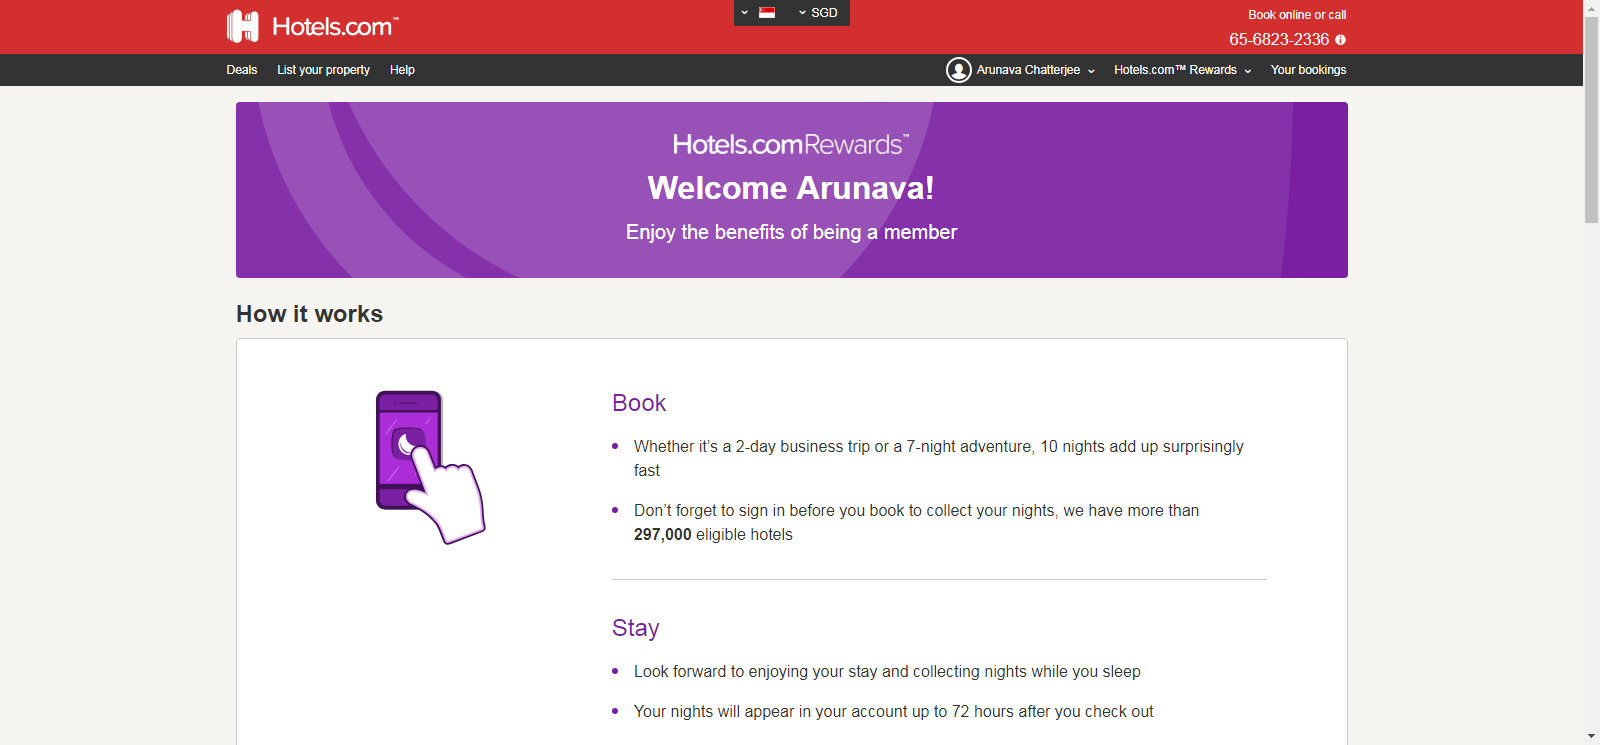 Hotels.com™
SGD
Book online or call
65-6823-2336
Deals
List your property
Help
Arunava Chatterjee
Hotels.com™ Rewards
Your bookings
Hotels.comRewards™
Welcome Arunava!
Enjoy the benefits of being a member
How it works
Book
Whether it’s a 2-day business trip or a 7-night adventure, 10 nights add up surprisingly
fast
Don’t forget to sign in before you book to collect your nights, we have more than
297,000 eligible hotels
Stay
Look forward to enjoying your stay and collecting nights while you sleep
Your nights will appear in your account up to 72 hours after you check out